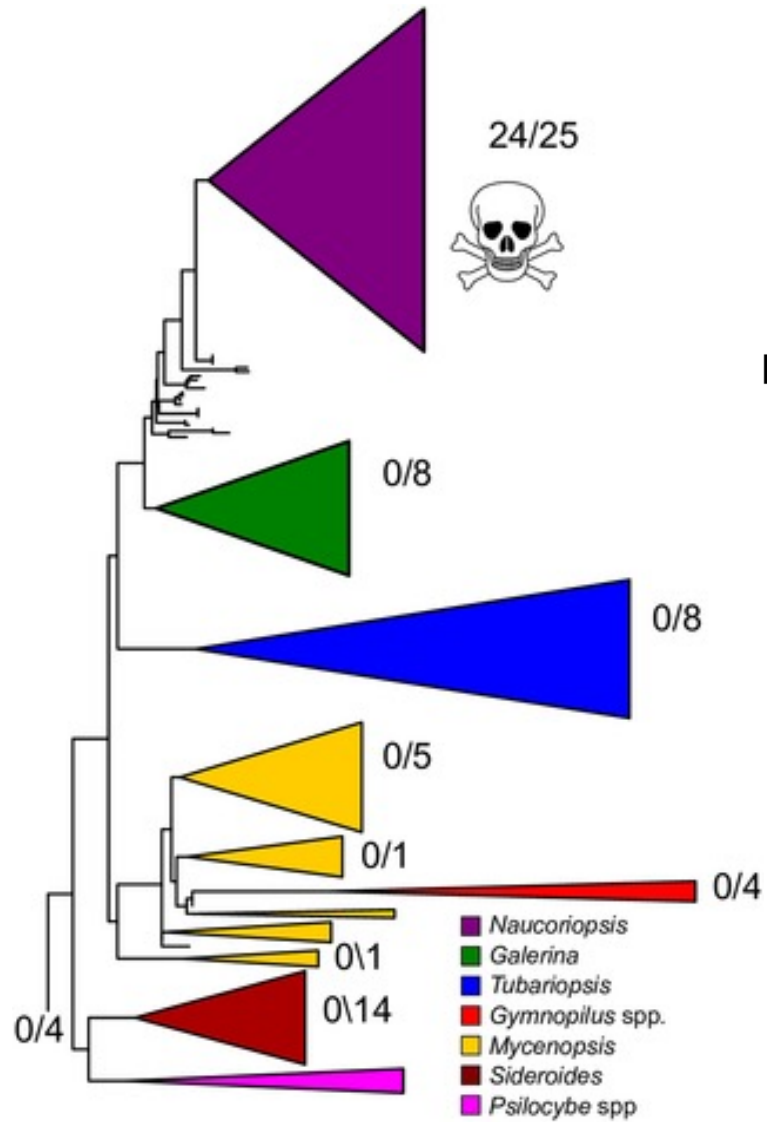 24/25
0/8
0/8
0/5
0/1
0/4
0\1
0\14
0/4
Naucoriopsis
Galerina
Tubariopsis
Gymnopilus spp.
Mycenopsis
Sideroides
Psilocybe spp